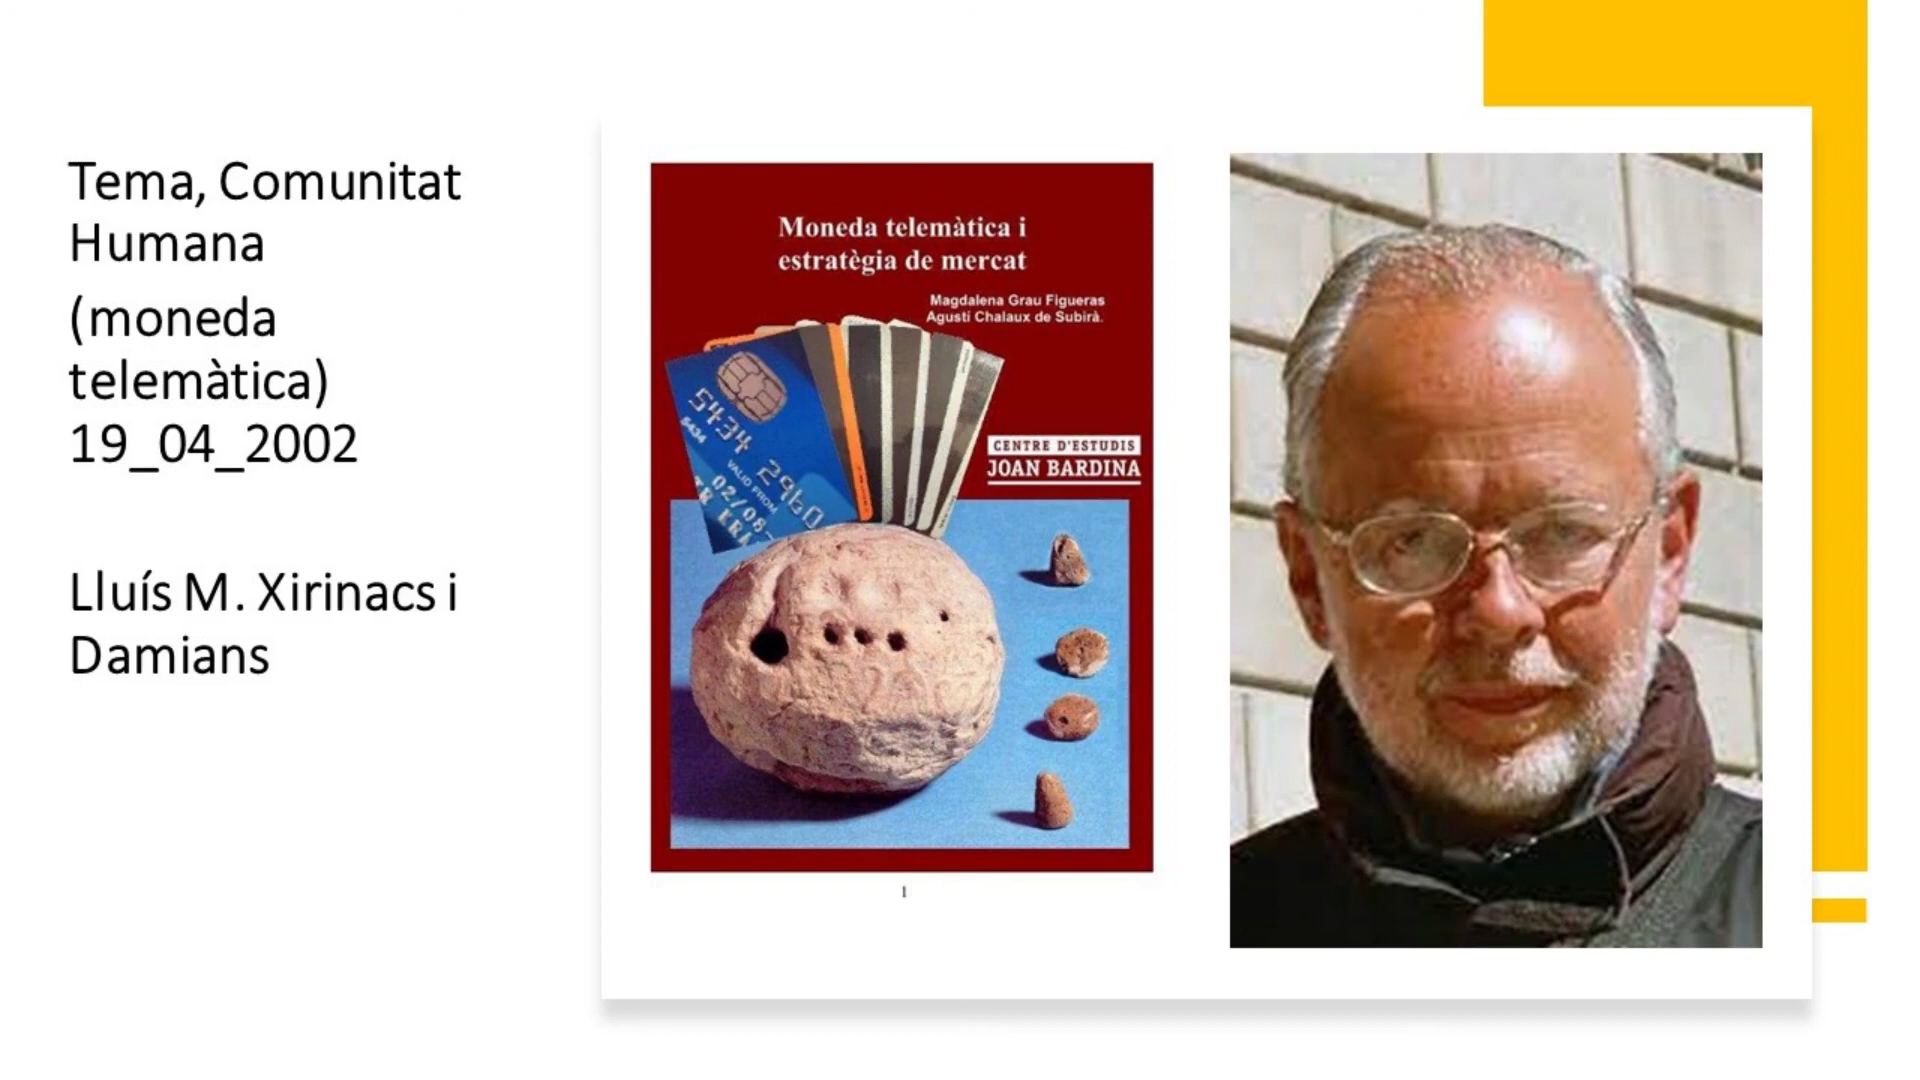 Tema, Comunitat
Humana
(moneda
telemàtica)
19_04_2002
Lluís M. Xirinacs i
Damians
Moneda telemàtica i
estratègia de mercat
Magdalena Grau Figueras
Agustí Chalaux de Subirà.
5434 2960
5434
VALID FROM
02/08
CENTRE D'ESTUDIS
JOAN BARDINA
1